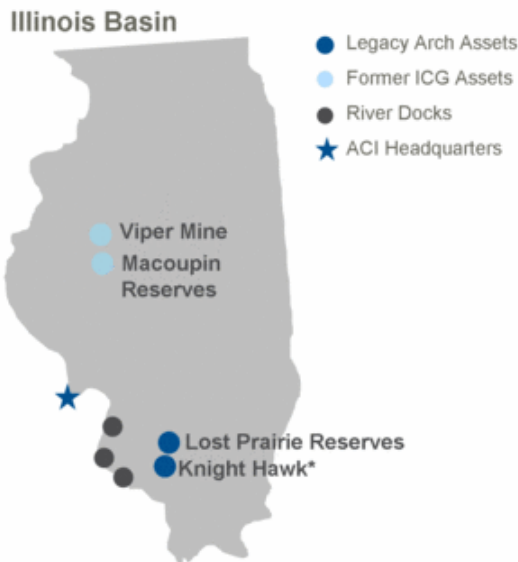 Illinois Basin
Legacy Arch Assets
Former ICG Assets
River Docks
ACI Headquarters
Viper Mine
Macoupin
Reserves
Lost Prairie Reserves
Knight Hawk*